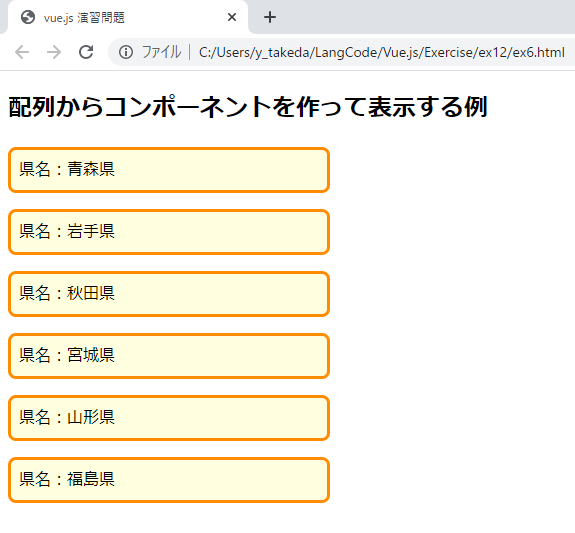 vue.js 演習問題
ファイル | C:/Users/y_takeda/LangCode/Vue.js/Exercise/ex12/ex6.html
配列からコンポーネントを作って表示する例
県名：青森県
県名：岩手県
県名：秋田県
県名：宮城県
県名：山形県
県名：福島県